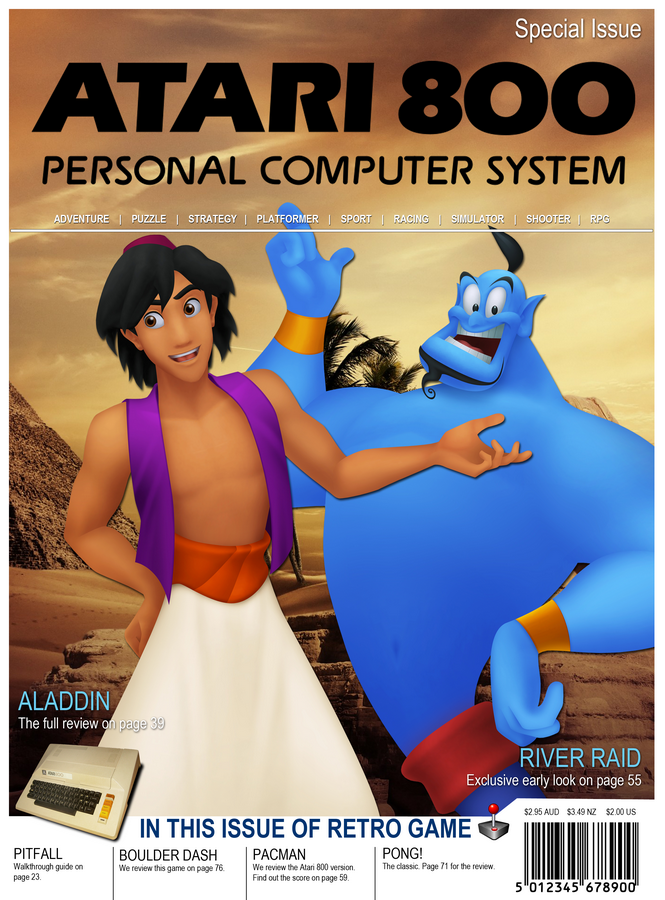 Special Issue
ATARI 800
PERSONAL COMPUTER SYSTEM
ADVENTURE | PUZZLE | STRATEGY | PLATFORMER | SPORT | RACING | SIMULATOR | SHOOTER | RPG
ALADDIN
The full review on page 39
RIVER RAID
Exclusive early look on page 55
IN THIS ISSUE OF RETRO GAME
$2.95 AUD $3.49 NZ $2.00 US
PITFALL
Walkthrough guide on
page 23.
BOULDER DASH
We review this game on page 76.
PACMAN
We review the Atari 800 version.
Find out the score on page 59.
PONG!
The classic. Page 71 for the review.
5 012345 678900